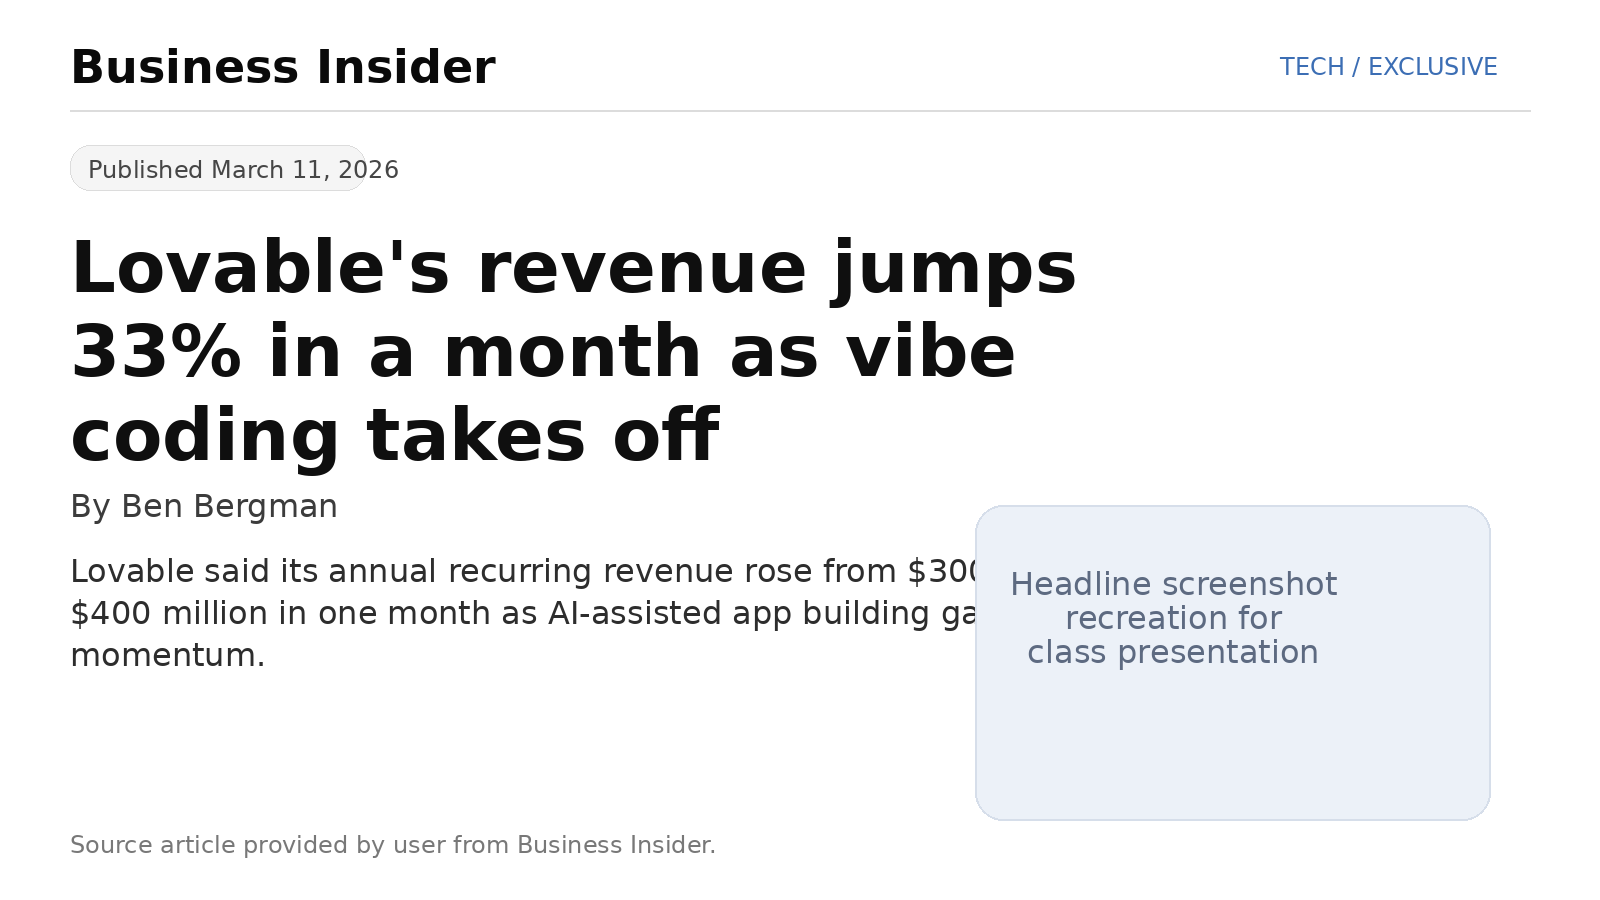 Business Insider
TECH / EXCLUSIVE
Published March 11, 2026
Lovable's revenue jumps
33% in a month as vibe
coding takes off
By Ben Bergman
Lovable said its annual recurring revenue rose from $300
$400 million in one month as AI-assisted app building ga
momentum.
Headline screenshot
recreation for
class presentation
Source article provided by user from Business Insider.